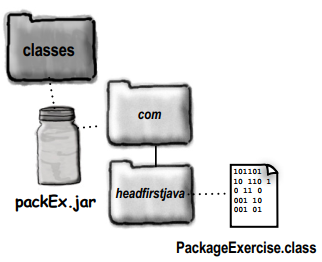 classes
com
packEx.jar
headfirstjava
101101
10 110 1
0 11 0
001 10
001 01
PackageExercise.class